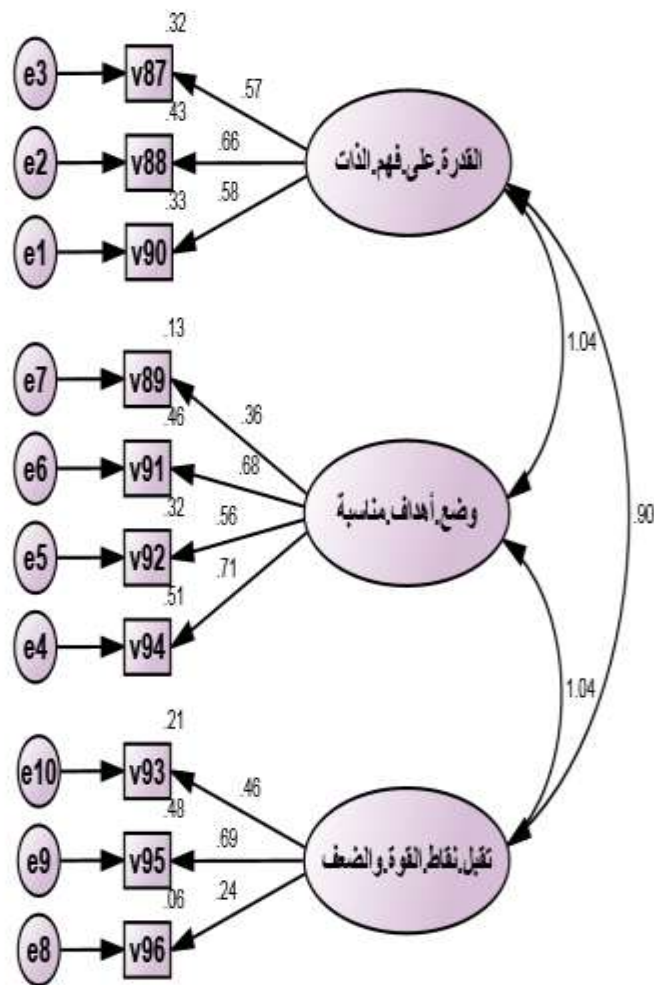 .32
e3 v87
.57
القدرة.على.فهم.الذات
.43
e2 v88
.66
.33
e1 v90
.58
1.04
.13
e7 v89
.36
.46
e6 v91
.68
وضع.أهداف.مناسبة
.32
e5 v92
.56
.51
e4 v94
.71
.90
1.04
.21
e10 v93
.46
.48
e9 v95
.69
تقبل.نقاط.القوة.والضعف
.06
e8 v96
.24